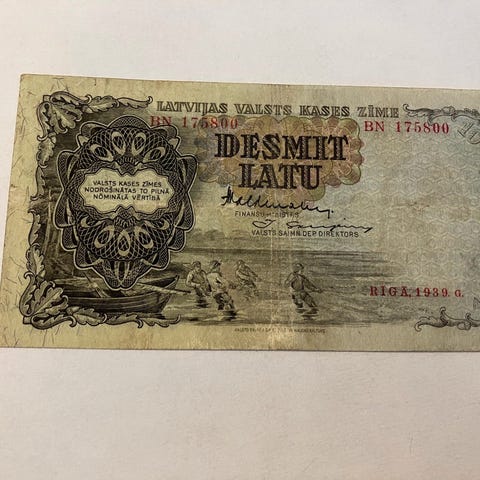 LATVIJAS VALSTS KASES ZĪME
BN 175800 BN 175800
DESMIT
LATU
VALSTS KASES ZĪMES
NODROŠINĀTAS TO PILNĀ
NOMINĀLĀ VĒRTĪBĀ
FINANSU MINISTRS
VALSTS SAIMN. DEP. DIREKTORS
RĪGĀ, 1939. G.